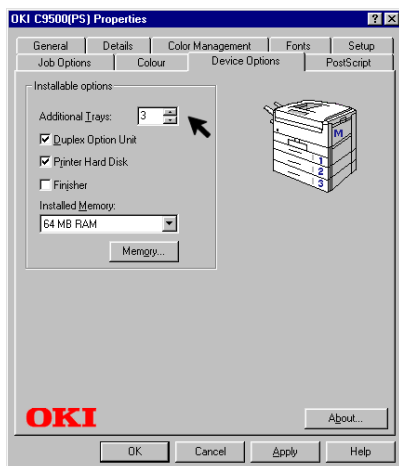 OKI C9500(PS) Properties
General Details Color Management Fonts Setup
Job Options Colour Device Options PostScript
Installable options
Additional Trays: 3
Duplex Option Unit
Printer Hard Disk
Finisher
Installed Memory:
64 MB RAM
Memory...
M
1
2
3
OKI
About...
OK Cancel Apply Help